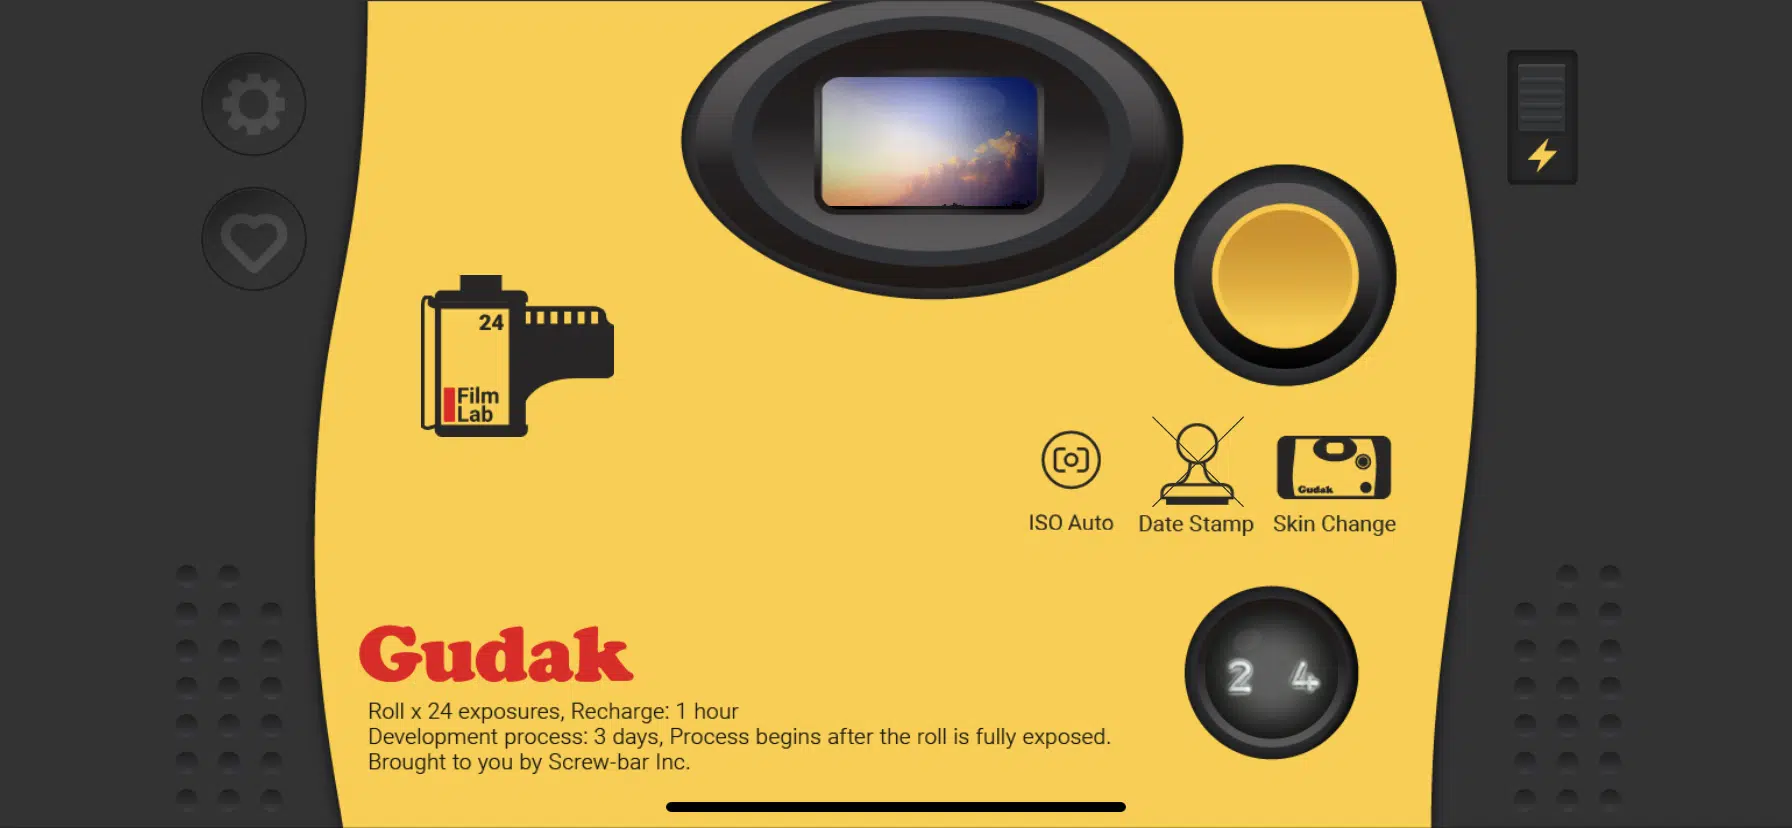 24
Film
Lab
ISO Auto
Date Stamp
Skin Change
Gudak
Gudak
2 4
Roll x 24 exposures, Recharge: 1 hour
Development process: 3 days, Process begins after the roll is fully exposed.
Brought to you by Screw-bar Inc.